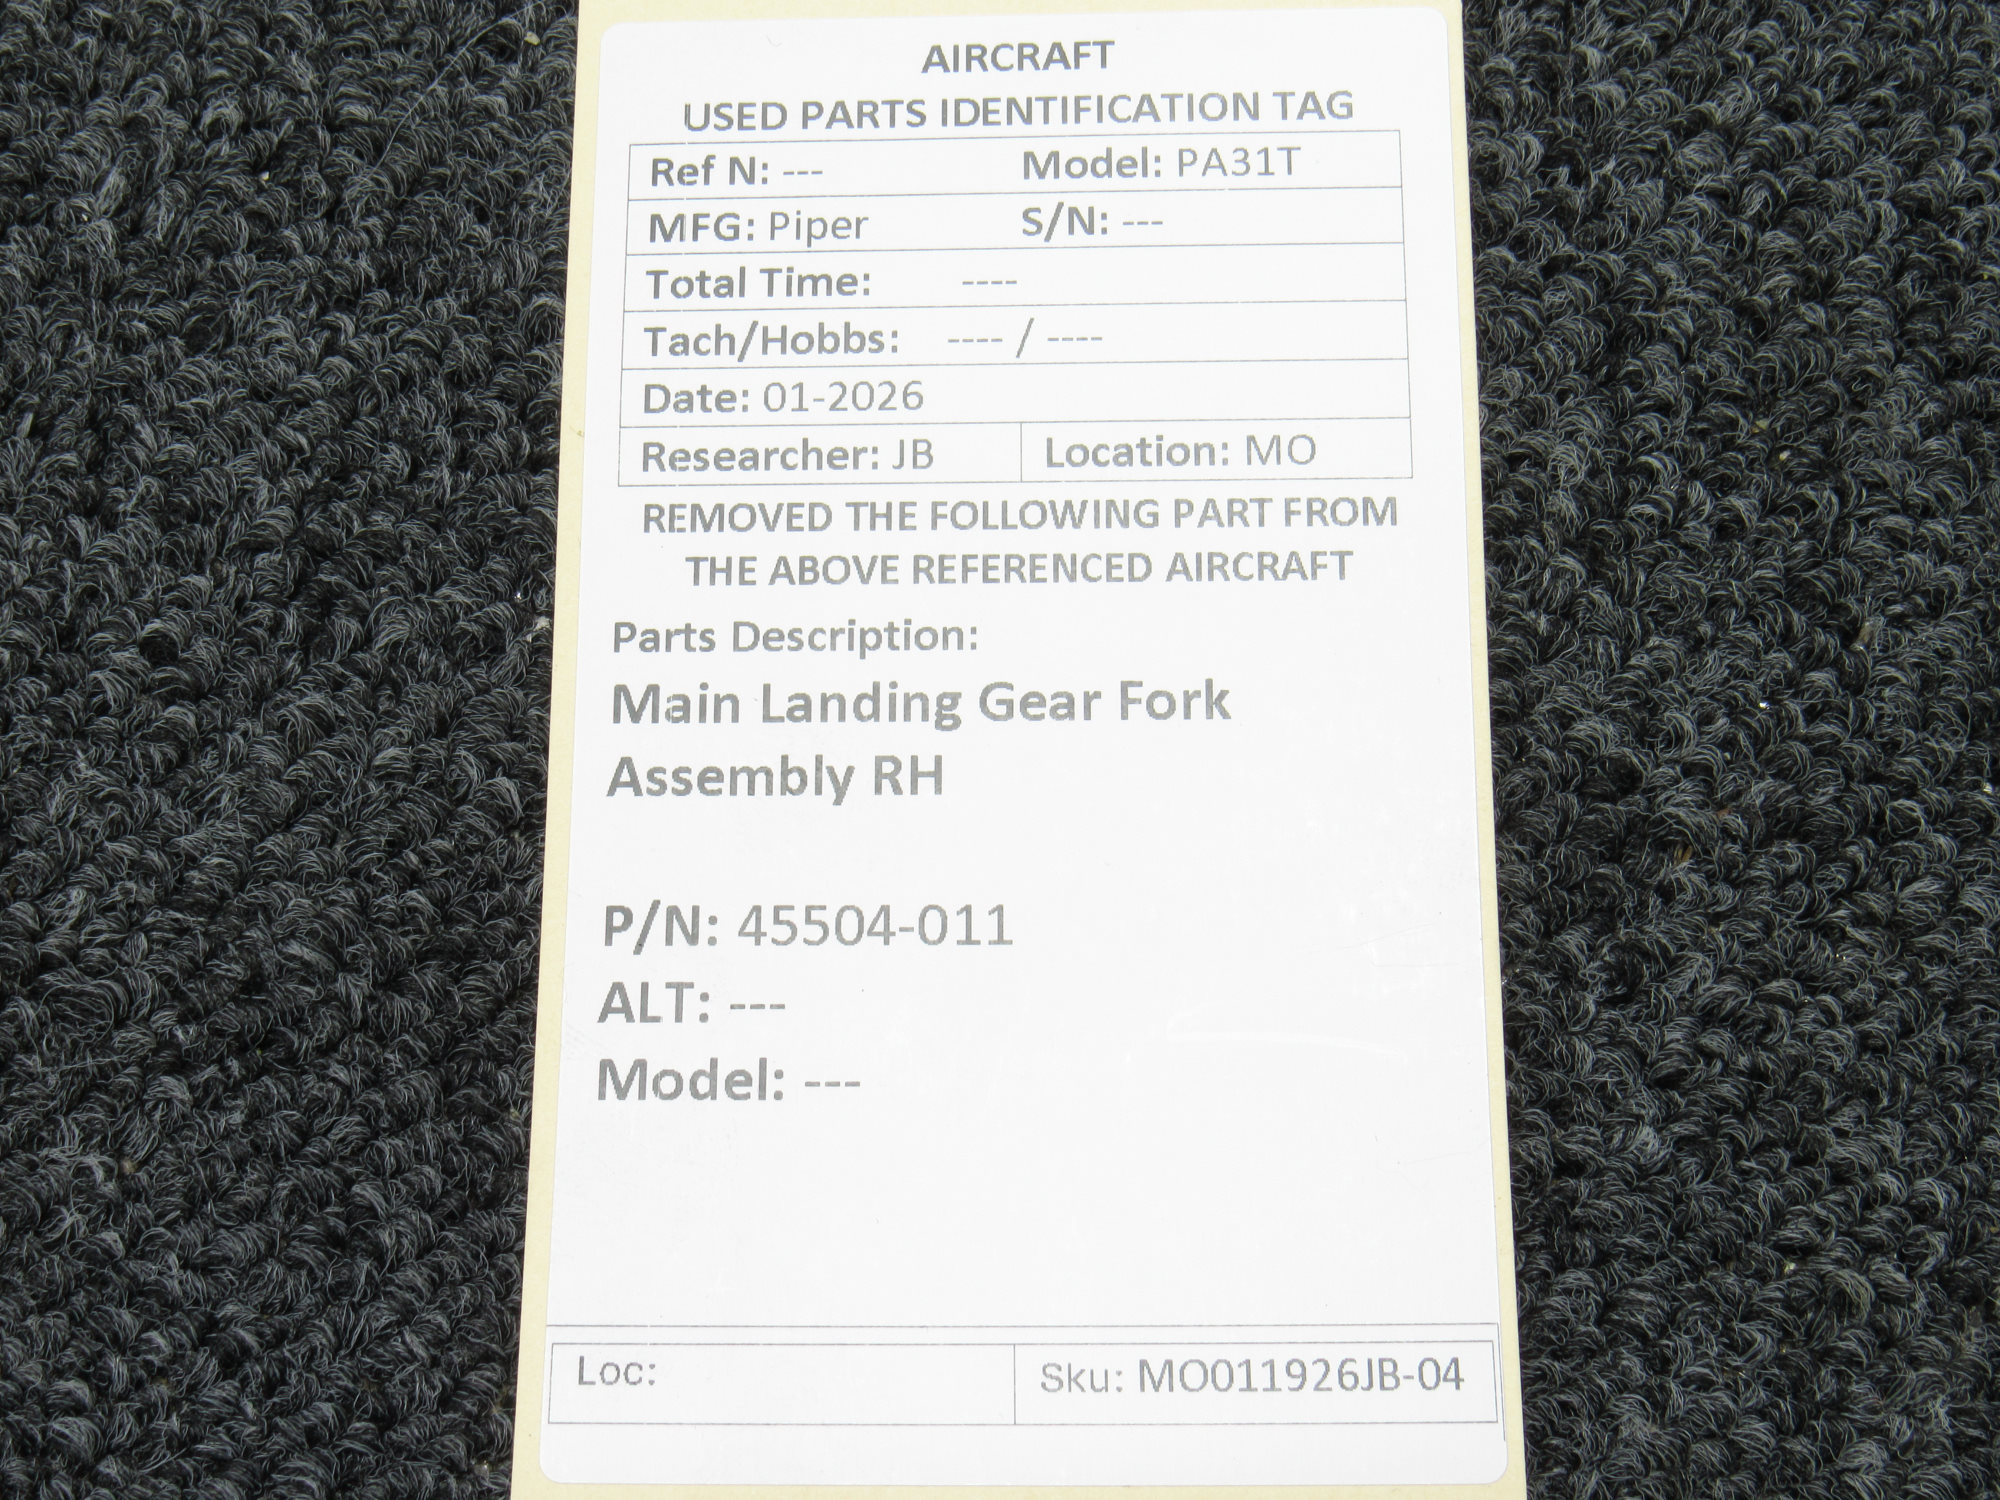 AIRCRAFT
USED PARTS IDENTIFICATION TAG
Ref N: --- Model: PA31T
MFG: Piper S/N: ---
Total Time: ----
Tach/Hobbs: ---- / ----
Date: 01-2026
Researcher: JB Location: MO
REMOVED THE FOLLOWING PART FROM
THE ABOVE REFERENCED AIRCRAFT
Parts Description:
Main Landing Gear Fork
Assembly RH
P/N: 45504-011
ALT: ---
Model: ---
Loc: Sku: MO011926JB-04